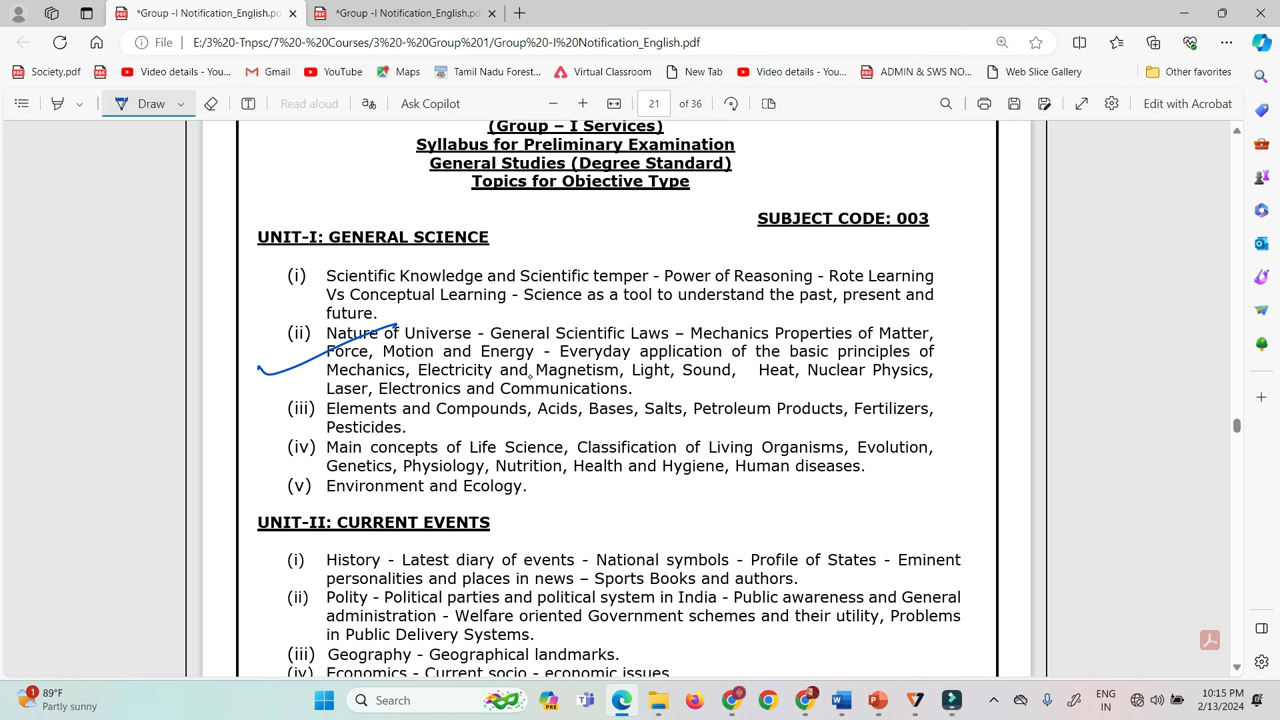 *Group -I Notification_English.pdf
*Group -I Notification_English.pdf
File
E:/3%20-Tnpsc/7%20-%20Courses/3%20-%20Group%201/Group%20-I%20Notification_English.pdf
Society.pdf
Video details - You...
Gmail
YouTube
Maps
Tamil Nadu Forest...
Virtual Classroom
New Tab
Video details - You...
ADMIN & SWS NO...
Web Slice Gallery
Other favorites
Draw
Read aloud
Ask Copilot
21 of 36
Edit with Acrobat
(Group – I Services)
Syllabus for Preliminary Examination
General Studies (Degree Standard)
Topics for Objective Type
SUBJECT CODE: 003
UNIT-I: GENERAL SCIENCE
(i) Scientific Knowledge and Scientific temper - Power of Reasoning - Rote Learning
Vs Conceptual Learning - Science as a tool to understand the past, present and
future.
(ii) Nature of Universe - General Scientific Laws – Mechanics Properties of Matter,
Force, Motion and Energy - Everyday application of the basic principles of
Mechanics, Electricity and Magnetism, Light, Sound, Heat, Nuclear Physics,
Laser, Electronics and Communications.
(iii) Elements and Compounds, Acids, Bases, Salts, Petroleum Products, Fertilizers,
Pesticides.
(iv) Main concepts of Life Science, Classification of Living Organisms, Evolution,
Genetics, Physiology, Nutrition, Health and Hygiene, Human diseases.
(v) Environment and Ecology.
UNIT-II: CURRENT EVENTS
(i) History - Latest diary of events - National symbols - Profile of States - Eminent
personalities and places in news – Sports Books and authors.
(ii) Polity - Political parties and political system in India - Public awareness and General
administration - Welfare oriented Government schemes and their utility, Problems
in Public Delivery Systems.
(iii) Geography - Geographical landmarks.
(iv) Economics - Current socio - economic issues.
1
89°F
Partly sunny
Search
PRE
ENG
IN
10:15 PM
2/13/2024